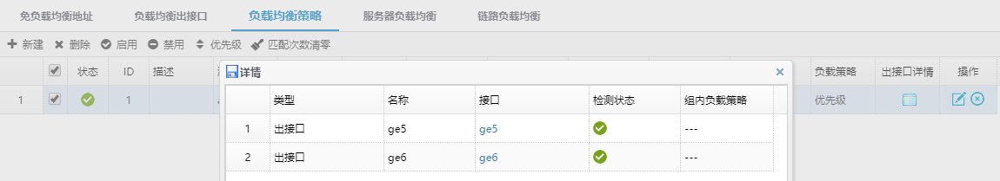 免负载均衡地址 负载均衡出接口 负载均衡策略 服务器负载均衡 链路负载均衡
新建 删除 启用 禁用 优先级 匹配次数清零
状态 ID 描述 负载策略 出接口详情 操作
1 1 优先级
详情
类型 名称 接口 检测状态 组内负载策略
1 出接口 ge5 ge5 ---
2 出接口 ge6 ge6 ---